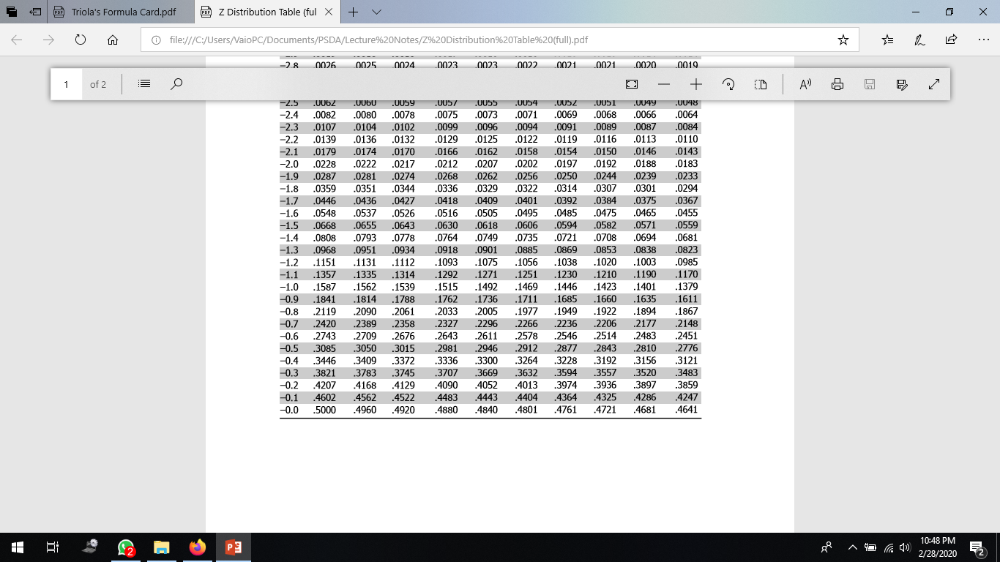 Triola's Formula Card.pdf
Z Distribution Table (ful
file:///C:/Users/VaioPC/Documents/PSDA/Lecture%20Notes/Z%20Distribution%20Table%20(full).pdf
−2.8 .0026 .0025 .0024 .0023 .0023 .0022 .0021 .0021 .0020 .0019
1 of 2
−2.5 .0062 .0060 .0059 .0057 .0055 .0054 .0052 .0051 .0049 .0048
−2.4 .0082 .0080 .0078 .0075 .0073 .0071 .0069 .0068 .0066 .0064
−2.3 .0107 .0104 .0102 .0099 .0096 .0094 .0091 .0089 .0087 .0084
−2.2 .0139 .0136 .0132 .0129 .0125 .0122 .0119 .0116 .0113 .0110
−2.1 .0179 .0174 .0170 .0166 .0162 .0158 .0154 .0150 .0146 .0143
−2.0 .0228 .0222 .0217 .0212 .0207 .0202 .0197 .0192 .0188 .0183
−1.9 .0287 .0281 .0274 .0268 .0262 .0256 .0250 .0244 .0239 .0233
−1.8 .0359 .0351 .0344 .0336 .0329 .0322 .0314 .0307 .0301 .0294
−1.7 .0446 .0436 .0427 .0418 .0409 .0401 .0392 .0384 .0375 .0367
−1.6 .0548 .0537 .0526 .0516 .0505 .0495 .0485 .0475 .0465 .0455
−1.5 .0668 .0655 .0643 .0630 .0618 .0606 .0594 .0582 .0571 .0559
−1.4 .0808 .0793 .0778 .0764 .0749 .0735 .0721 .0708 .0694 .0681
−1.3 .0968 .0951 .0934 .0918 .0901 .0885 .0869 .0853 .0838 .0823
−1.2 .1151 .1131 .1112 .1093 .1075 .1056 .1038 .1020 .1003 .0985
−1.1 .1357 .1335 .1314 .1292 .1271 .1251 .1230 .1210 .1190 .1170
−1.0 .1587 .1562 .1539 .1515 .1492 .1469 .1446 .1423 .1401 .1379
−0.9 .1841 .1814 .1788 .1762 .1736 .1711 .1685 .1660 .1635 .1611
−0.8 .2119 .2090 .2061 .2033 .2005 .1977 .1949 .1922 .1894 .1867
−0.7 .2420 .2389 .2358 .2327 .2296 .2266 .2236 .2206 .2177 .2148
−0.6 .2743 .2709 .2676 .2643 .2611 .2578 .2546 .2514 .2483 .2451
−0.5 .3085 .3050 .3015 .2981 .2946 .2912 .2877 .2843 .2810 .2776
−0.4 .3446 .3409 .3372 .3336 .3300 .3264 .3228 .3192 .3156 .3121
−0.3 .3821 .3783 .3745 .3707 .3669 .3632 .3594 .3557 .3520 .3483
−0.2 .4207 .4168 .4129 .4090 .4052 .4013 .3974 .3936 .3897 .3859
−0.1 .4602 .4562 .4522 .4483 .4443 .4404 .4364 .4325 .4286 .4247
−0.0 .5000 .4960 .4920 .4880 .4840 .4801 .4761 .4721 .4681 .4641
10:48 PM
2/28/2020
2
2